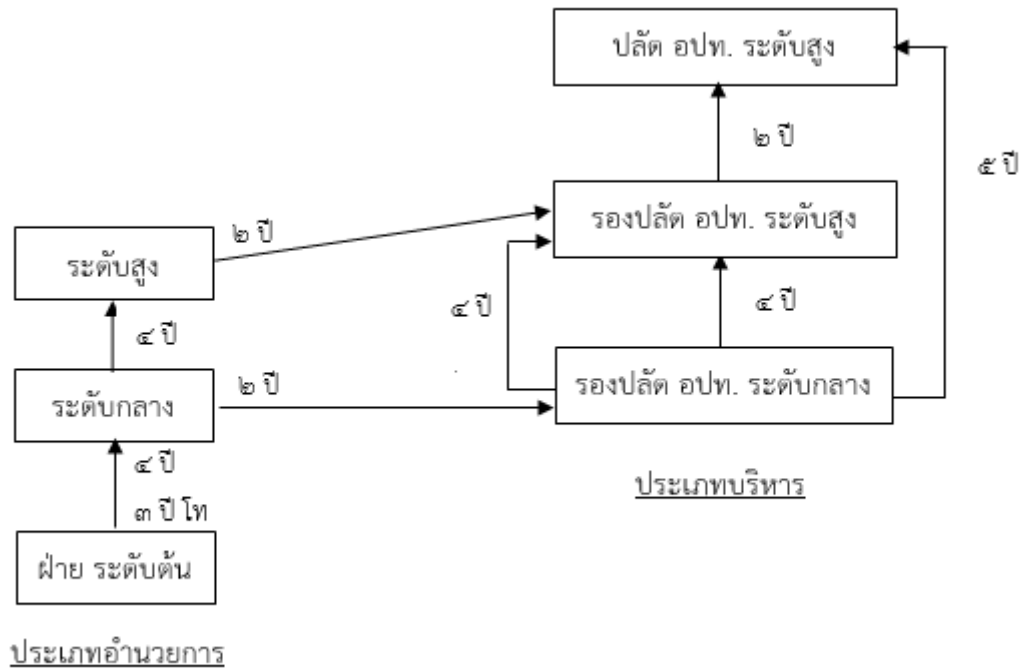 ปลัด อปท. ระดับสูง
๒ ปี
๕ ปี
รองปลัด อปท. ระดับสูง
๒ ปี
ระดับสูง
๔ ปี
๔ ปี
๔ ปี
รองปลัด อปท. ระดับกลาง
๒ ปี
ระดับกลาง
๔ ปี
ประเภทบริหาร
๓ ปี โท
ฝ่าย ระดับต้น
ประเภทอำนวยการ